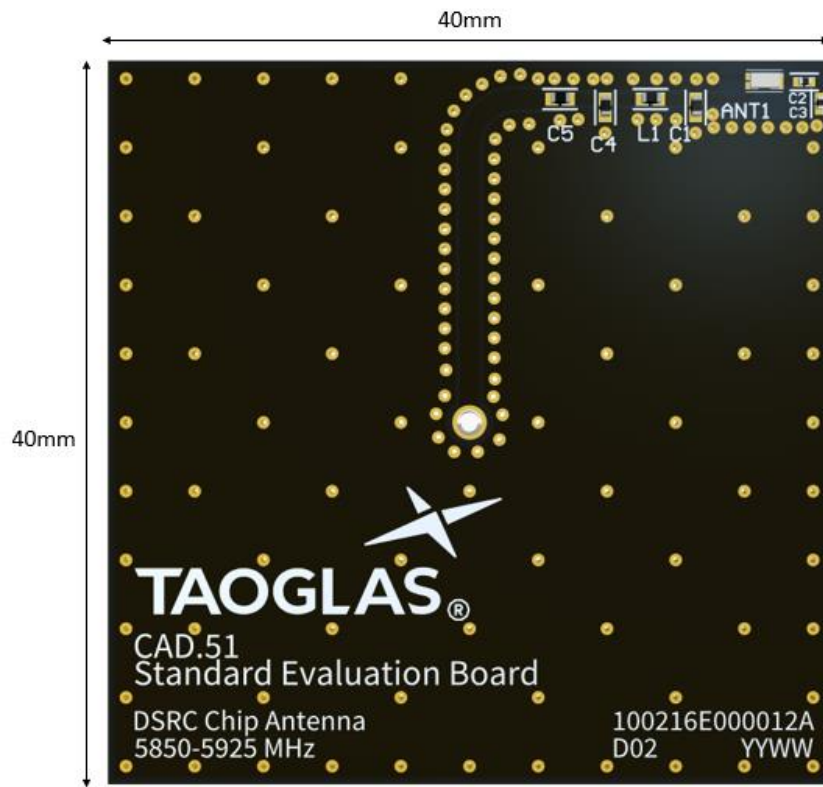 40mm
40mm
C2
C3
ANT1
C5
C4
L1
C1
TAOGLAS®
CAD.51
Standard Evaluation Board
DSRC Chip Antenna
5850-5925 MHz
100216E000012A
D02 YYWW